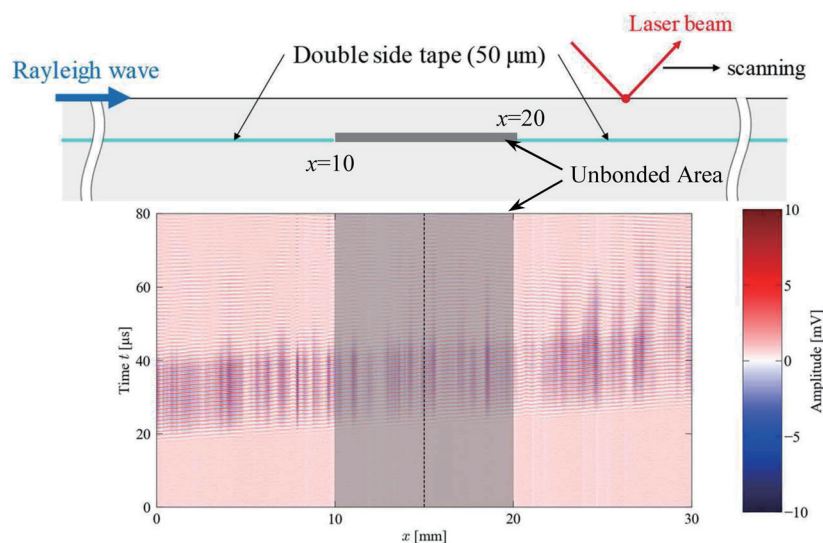 Laser beam
Double side tape (50 μm)
Rayleigh wave
scanning
x=20
x=10
Unbonded Area
80
60
40
20
0
Time t [μs]
0
10
20
30
x [mm]
10
5
0
−5
−10
Amplitude [mV]